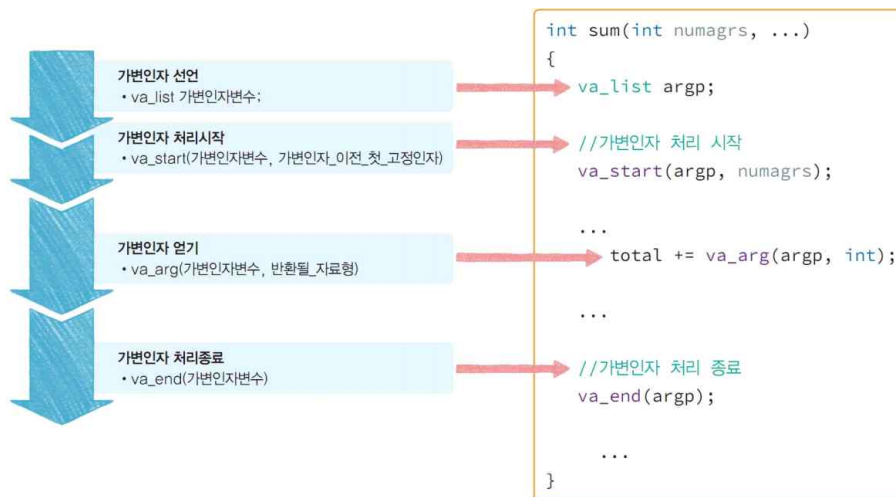 가변인자 선언
• va_list 가변인자변수;
가변인자 처리시작
• va_start(가변인자변수, 가변인자_이전_첫_고정인자)
가변인자 얻기
• va_arg(가변인자변수, 반환될_자료형)
가변인자 처리종료
• va_end(가변인자변수)
int sum(int numagrs, ...)
{
va_list argp;
//가변인자 처리 시작
va_start(argp, numagrs);
...
total += va_arg(argp, int);
...
//가변인자 처리 종료
va_end(argp);
...
}